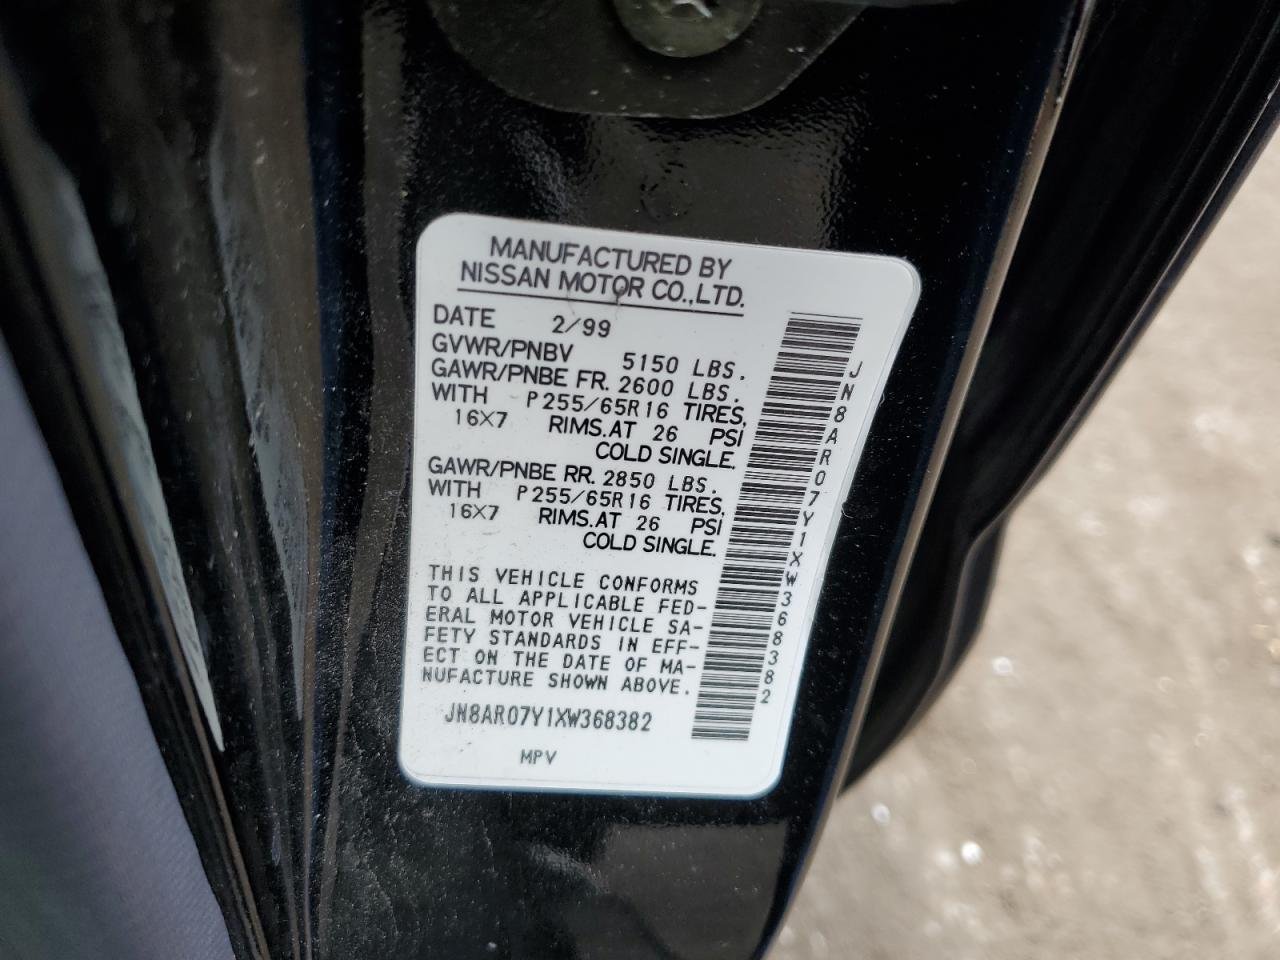 MANUFACTURED BY
NISSAN MOTOR CO.,LTD.
DATE 2/99
GVWR/PNBV 5150 LBS.
GAWR/PNBE FR. 2600 LBS.
WITH P255/65R16 TIRES,
16X7 RIMS.AT 26 PSI
COLD SINGLE.
GAWR/PNBE RR. 2850 LBS.
WITH P255/65R16 TIRES,
16X7 RIMS.AT 26 PSI
COLD SINGLE.
THIS VEHICLE CONFORMS
TO ALL APPLICABLE FED-
ERAL MOTOR VEHICLE SA-
FETY STANDARDS IN EFF-
ECT ON THE DATE OF MA-
NUFACTURE SHOWN ABOVE.
JN8AR07Y1XW368382
MPV
JN8AR07Y1XW368382